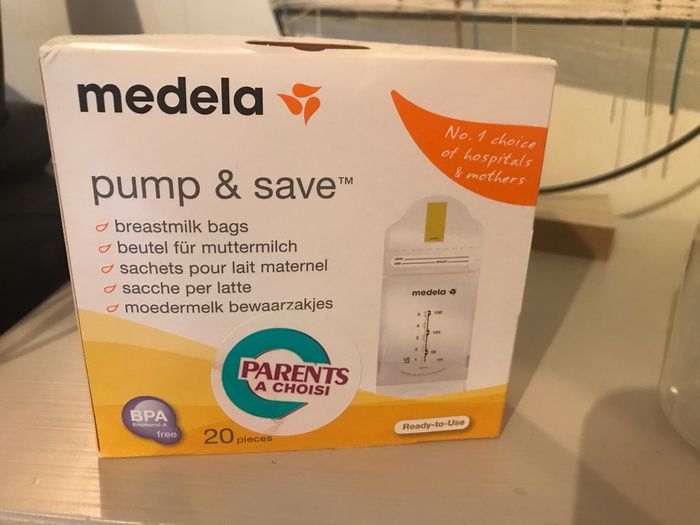 medela
No. 1 choice
of hospitals
& mothers
pump & save™
breastmilk bags
beutel für muttermilch
sachets pour lait maternel
sacche per latte
moedermelk bewaarzakjes
medela
PARENTS
A CHOISI
BPA
Bisphenol-A
free
20 pieces
Ready-to-Use